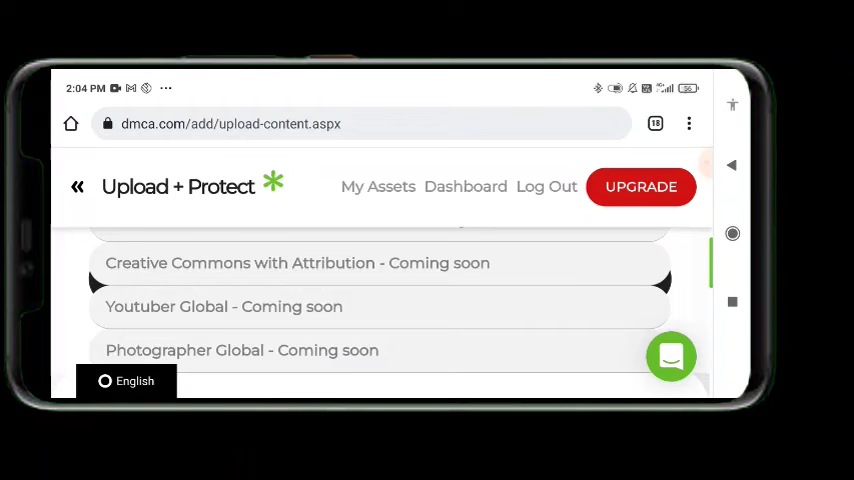 2:04 PM
56
dmca.com/add/upload-content.aspx
18
« Upload + Protect *
My Assets Dashboard Log Out UPGRADE
Creative Commons with Attribution - Coming soon
Youtuber Global - Coming soon
Photographer Global - Coming soon
English